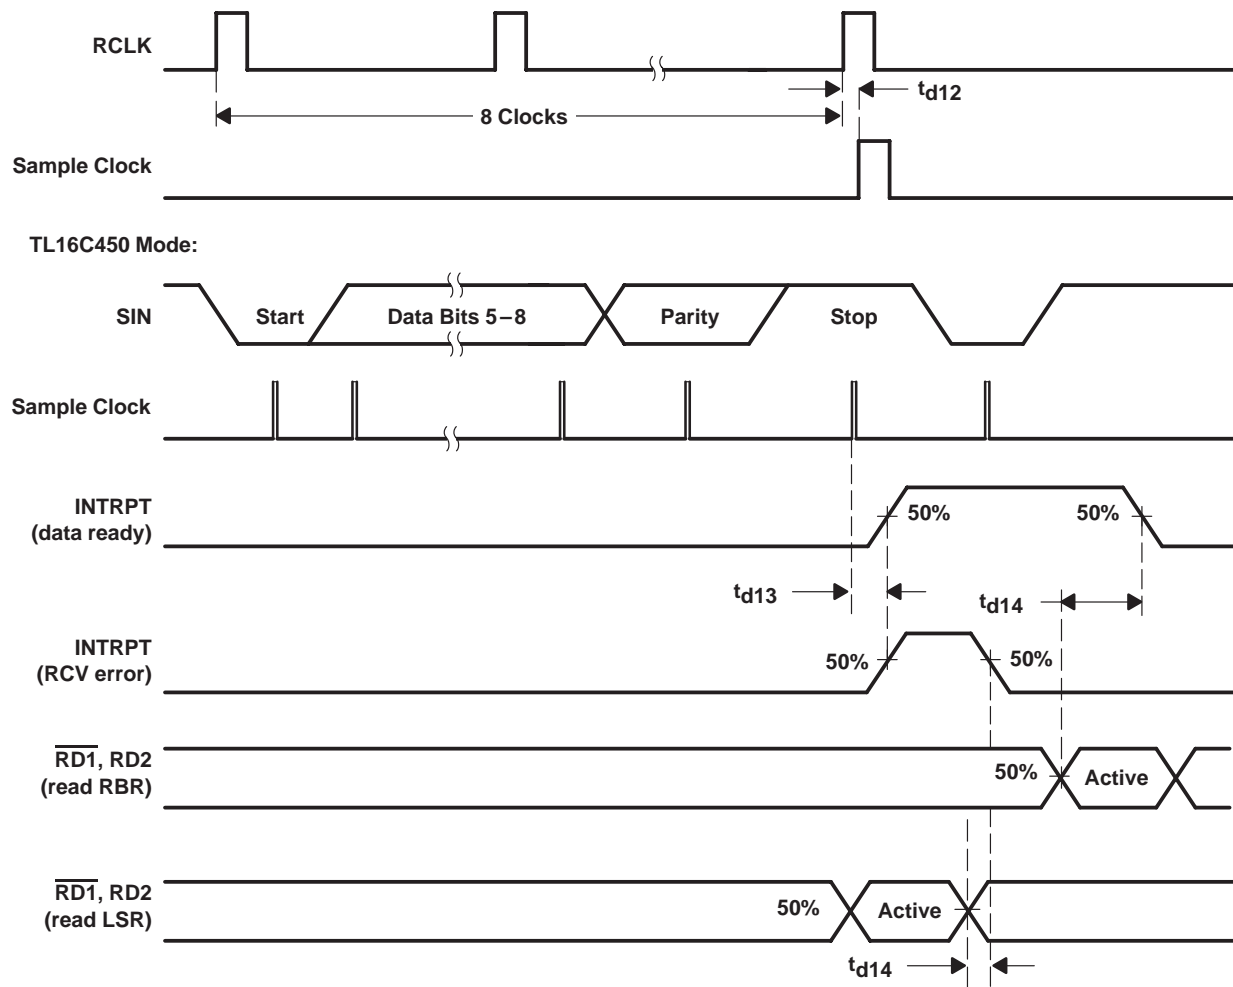 RCLK
td12
8 Clocks
Sample Clock
TL16C450 Mode:
SIN
Start
Data Bits 5–8
Parity
Stop
Sample Clock
INTRPT
(data ready)
50%
50%
td13
td14
INTRPT
(RCV error)
50%
50%
RD1, RD2
(read RBR)
50%
Active
RD1, RD2
(read LSR)
50%
Active
td14